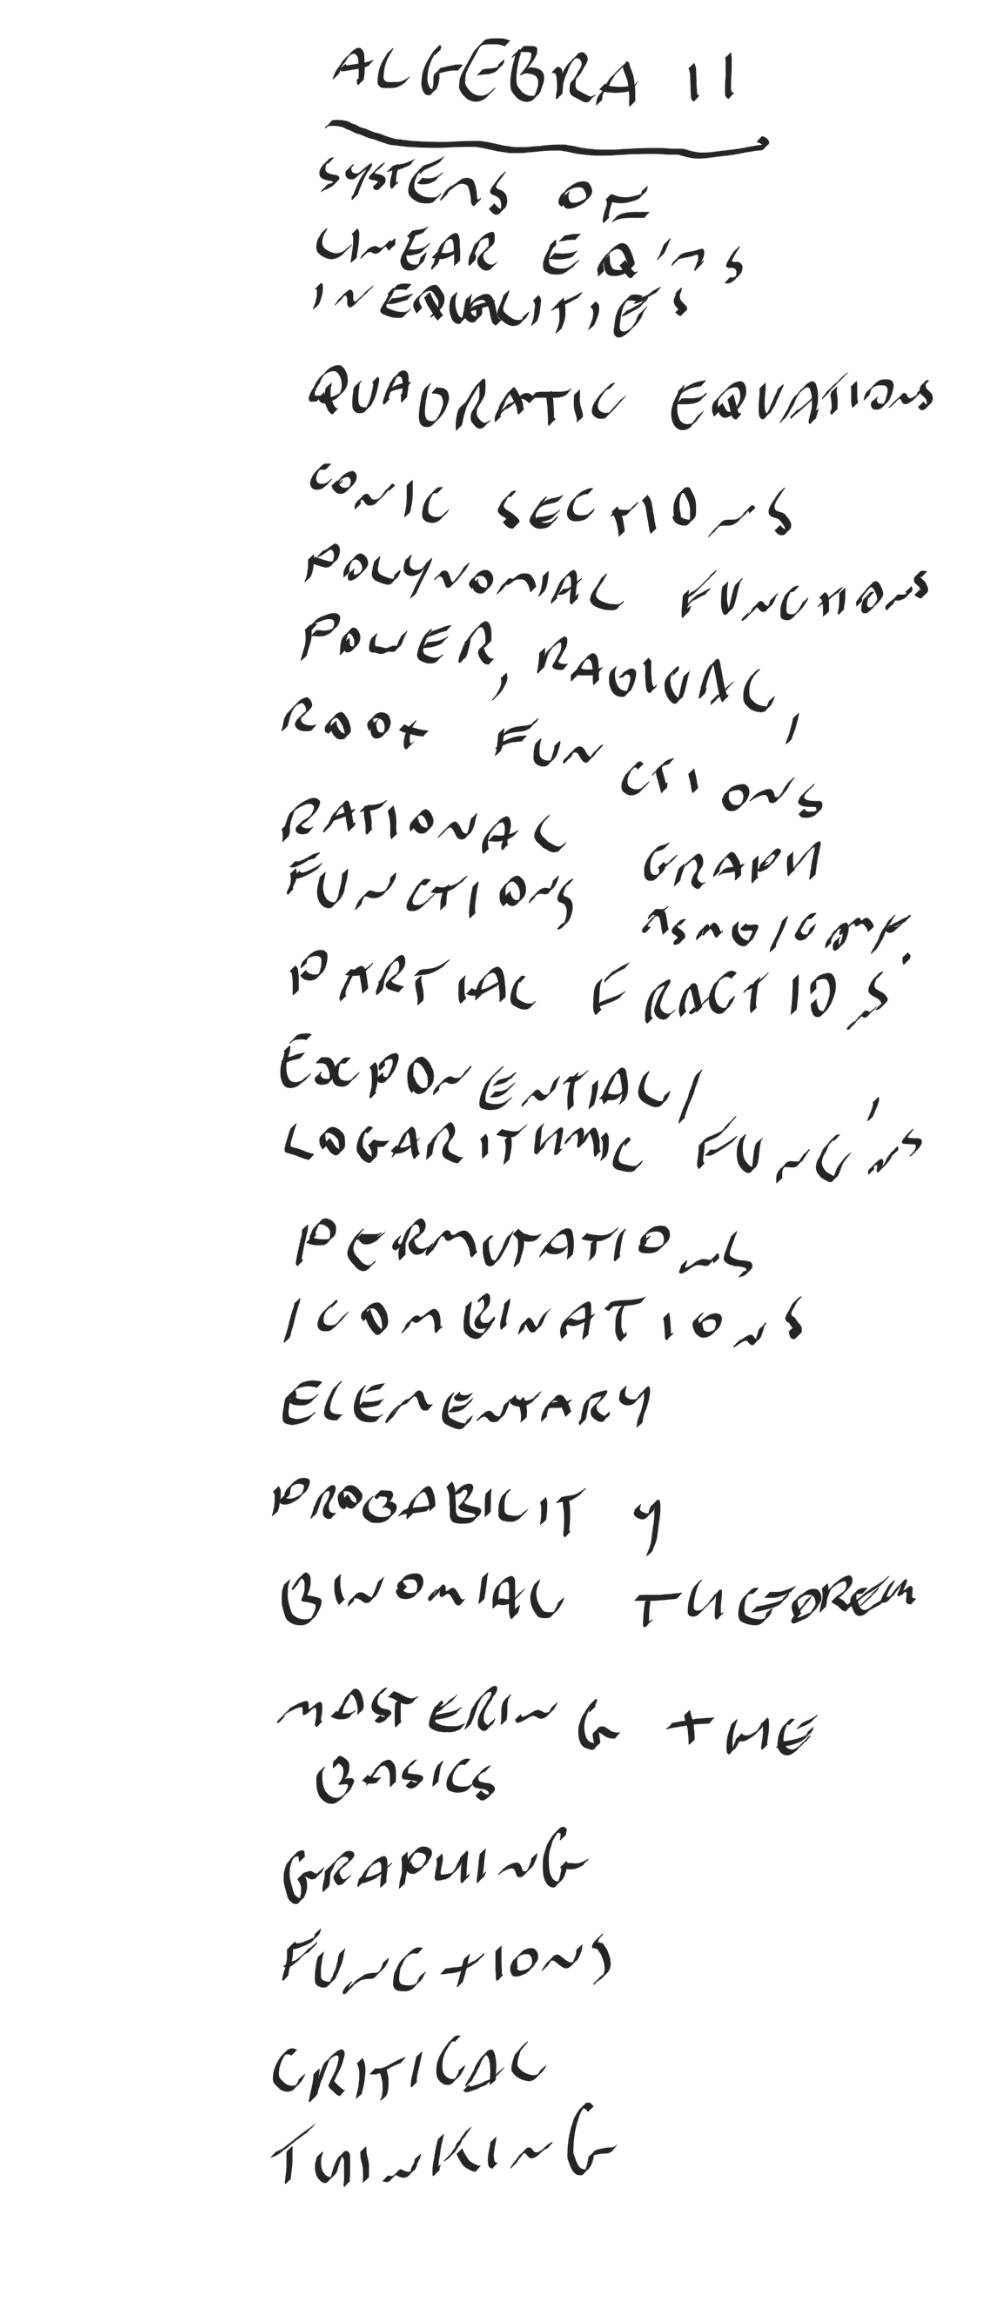 ALGEBRA II
SYSTEMS OF
LINEAR EQ'NS
INEQUALITIES
QUADRATIC EQUATIONS
CONIC SECTIONS
POLYNOMIAL FUNCTIONS
POWER, RADICAL,
ROOT FUNCTIONS
RATIONAL
FUNCTIONS
GRAPH
PARTIAL FRACTIOS
EXPONENTIAL/
LOGARITHMIC FUNC'NS
PERMUTATIONS
/COMBINATIONS
ELEMENTARY
PROBABILITY
BINOMIAL THEOREM
MASTERING THE
BASICS
GRAPHING
FUNCTIONS
CRITICAL
THINKING